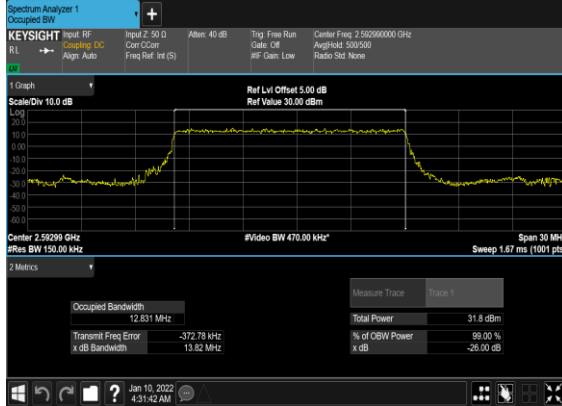 Spectrum Analyzer 1
Occupied BW
+
KEYSIGHT Input: RF Input Z: 50 Ω Atten: 40 dB Trig: Free Run Center Freq: 2.592990000 GHz
RL Coupling: DC Corr CCorr Gate: Off Avg|Hold: 500/500
Align: Auto Freq Ref: Int (S) #IF Gain: Low Radio Std: None
1 Graph
Scale/Div 10.0 dB Ref Lvl Offset 5.00 dB
Ref Value 30.00 dBm
Log
20.0
10.0
0.00
-10.0
-20.0
-30.0
-40.0
-50.0
-60.0
Center 2.59299 GHz #Video BW 470.00 kHz* Span 30 MH
#Res BW 150.00 kHz Sweep 1.67 ms (1001 pts
2 Metrics
Measure Trace Trace 1
Occupied Bandwidth
12.831 MHz Total Power 31.8 dBm
Transmit Freq Error -372.78 kHz % of OBW Power 99.00 %
x dB Bandwidth 13.82 MHz x dB -26.00 dB
? Jan 10, 2022
4:31:42 AM